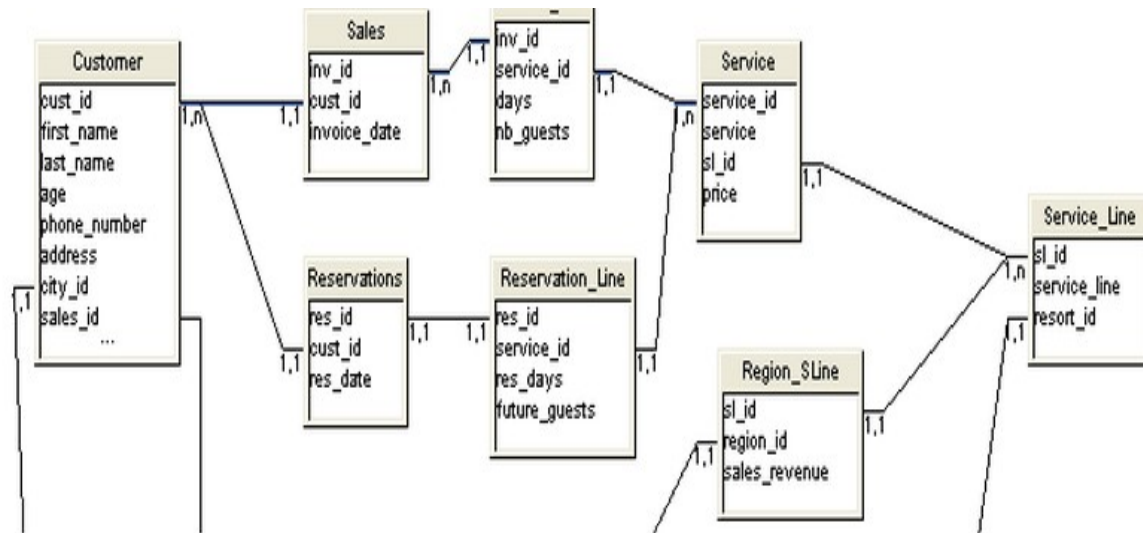 Customer
cust_id
first_name
last_name
age
phone_number
address
city_id
sales_id
...
1,n
1,1
Sales
inv_id
cust_id
invoice_date
1,1
1,n
inv_id
service_id
days
nb_guests
1,1
1,1
Service
service_id
service
sl_id
price
1,n
1,1
Service_Line
sl_id
service_line
resort_id
1,n
1,1
Reservations
res_id
cust_id
res_date
1,1
1,1
Reservation_Line
res_id
service_id
res_days
future_guests
1,1
1,1
Region_SLine
sl_id
region_id
sales_revenue
1,1
1,1